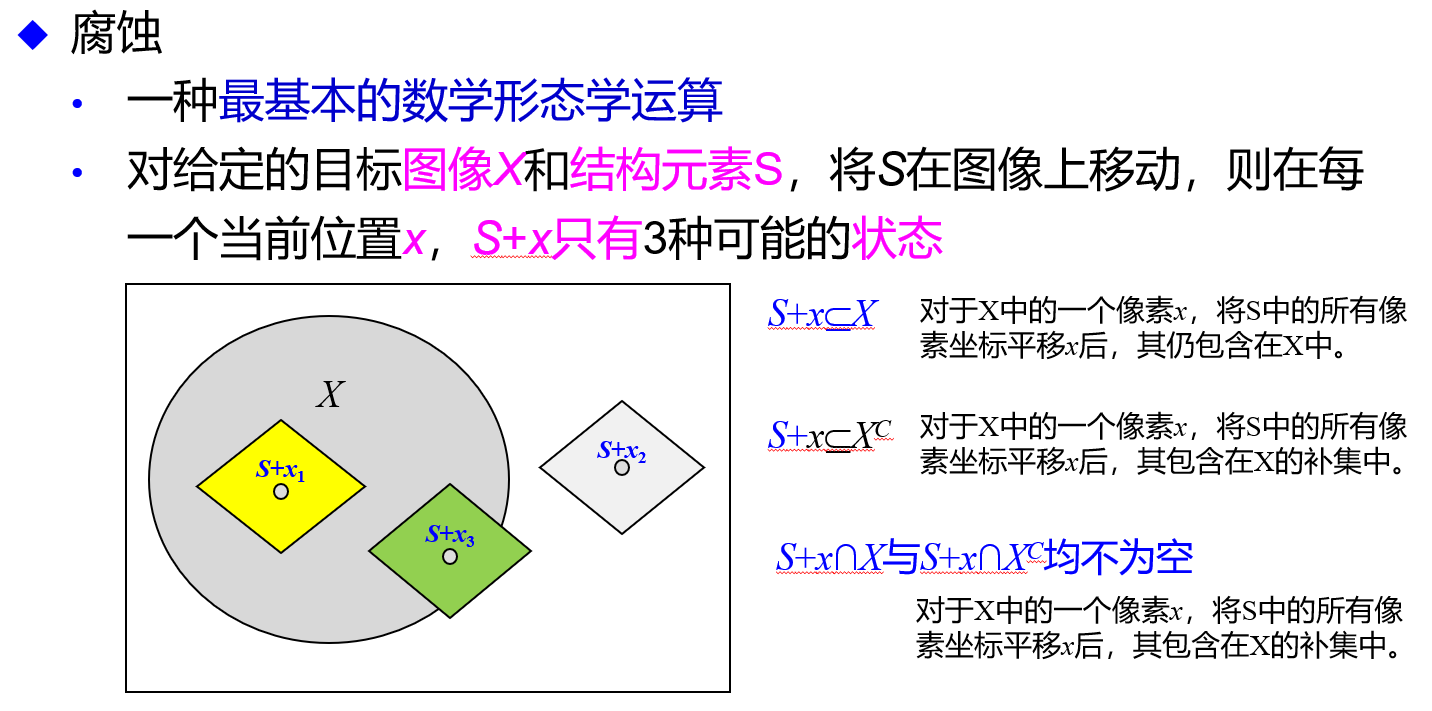 腐蚀
一种最基本的数学形态学运算
对给定的目标图像X和结构元素S，将S在图像上移动，则在每
一个当前位置x，S+x只有3种可能的状态
X
S+x1
S+x2
S+x3
S+x⊆X
对于X中的一个像素x，将S中的所有像
素坐标平移x后，其仍包含在X中。
S+x⊆XC
对于X中的一个像素x，将S中的所有像
素坐标平移x后，其包含在X的补集中。
S+x∩X与S+x∩XC均不为空
对于X中的一个像素x，将S中的所有像
素坐标平移x后，其包含在X的补集中。